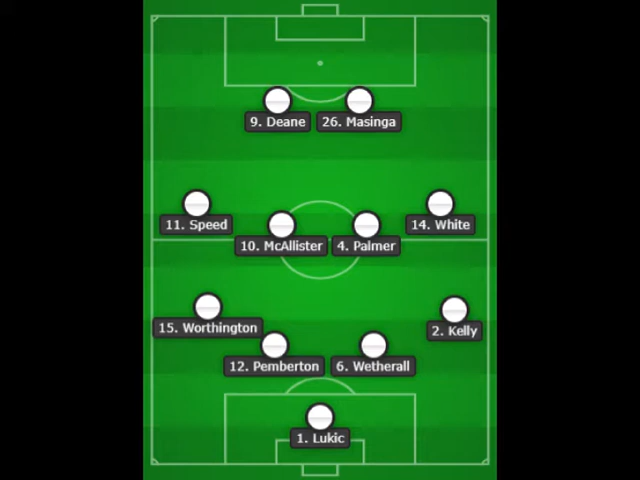 9. Deane
26. Masinga
11. Speed
14. White
10. McAllister
4. Palmer
15. Worthington
2. Kelly
12. Pemberton
6. Wetherall
1. Lukic